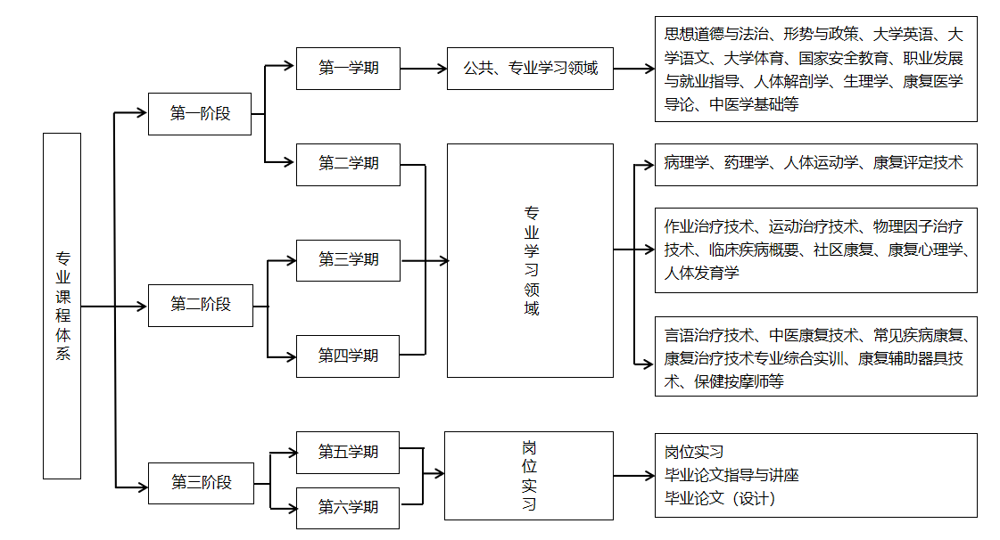 专业课程体系
第一阶段
第一学期
公共、专业学习领域
思想道德与法治、形势与政策、大学英语、大
学语文、大学体育、国家安全教育、职业发展
与就业指导、人体解剖学、生理学、康复医学
导论、中医学基础等
第二学期
专业学习领域
病理学、药理学、人体运动学、康复评定技术
第二阶段
第三学期
作业治疗技术、运动治疗技术、物理因子治疗
技术、临床疾病概要、社区康复、康复心理学、
人体发育学
第四学期
言语治疗技术、中医康复技术、常见疾病康复、
康复治疗技术专业综合实训、康复辅助器具技
术、保健按摩师等
第三阶段
第五学期
第六学期
岗位实习
岗位实习
毕业论文指导与讲座
毕业论文（设计）